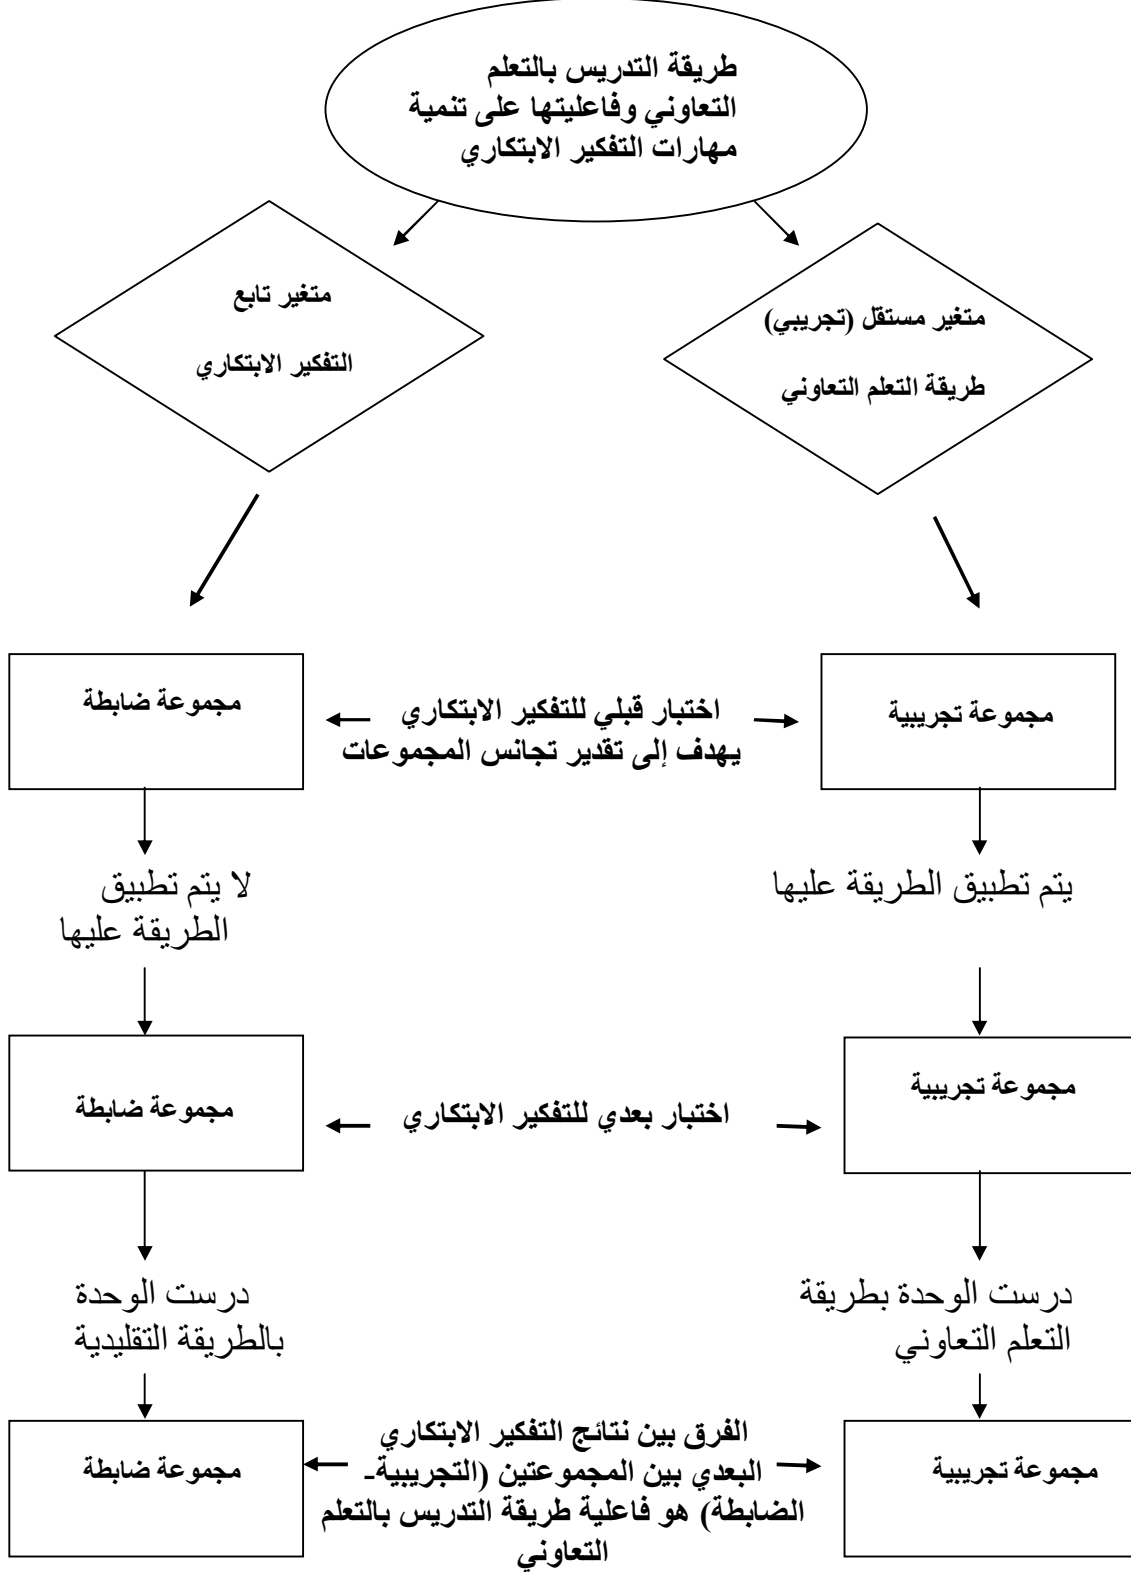 طريقة التدريس بالتعلم
التعاوني وفاعليتها على تنمية
مهارات التفكير الابتكاري
متغير مستقل (تجريبي)
طريقة التعلم التعاوني
متغير تابع
التفكير الابتكاري
مجموعة تجريبية
اختبار قبلي للتفكير الابتكاري
يهدف إلى تقدير تجانس المجموعات
مجموعة ضابطة
يتم تطبيق الطريقة عليها
لا يتم تطبيق
الطريقة عليها
مجموعة تجريبية
اختبار بعدي للتفكير الابتكاري
مجموعة ضابطة
درست الوحدة بطريقة
التعلم التعاوني
درست الوحدة
بالطريقة التقليدية
مجموعة تجريبية
الفرق بين نتائج التفكير الابتكاري
البعدي بين المجموعتين (التجريبية-
الضابطة) هو فاعلية طريقة التدريس بالتعلم
التعاوني
مجموعة ضابطة